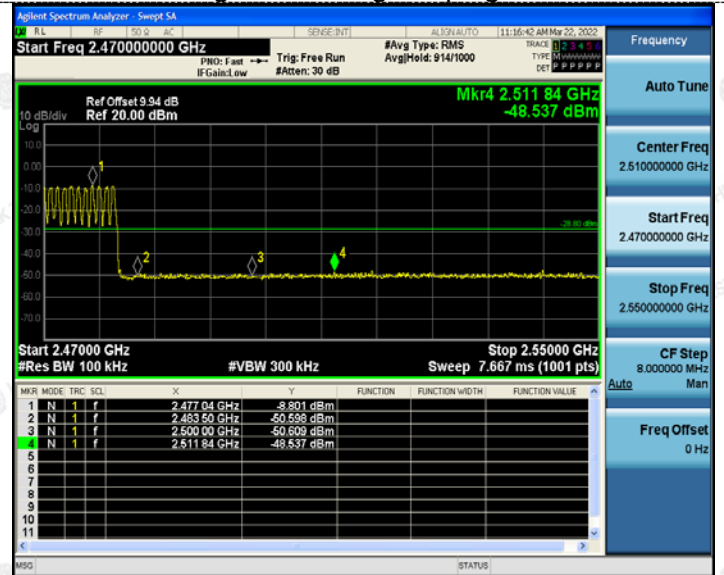 Agilent Spectrum Analyzer - Swept SA
RL RF 50 Ω AC SENSE:INT ALIGNAUTO 11:16:42 AM Mar 22, 2022
Start Freq 2.470000000 GHz
#Avg Type: RMS
TRACE 1 2 3 4 5 6
PNO: Fast Trig: Free Run Avg|Hold: 914/1000 TYPE M
IFGain:Low #Atten: 30 dB DET P P P P P P
Mkr4 2.511 84 GHz
-48.537 dBm
Ref Offset 9.94 dB
10 dB/div Ref 20.00 dBm
Log
10.0
0.00
-10.0
-20.0
-40.0
-50.0
-60.0
-70.0
1
2
3
4
-28.80 dBm
Start 2.47000 GHz Stop 2.55000 GHz
#Res BW 100 kHz #VBW 300 kHz Sweep 7.667 ms (1001 pts)
MKR MODE TRC SCL X Y FUNCTION FUNCTION WIDTH FUNCTION VALUE
1 N 1 f 2.477 04 GHz -8.801 dBm
2 N 1 f 2.483 50 GHz -50.598 dBm
3 N 1 f 2.500 00 GHz -50.609 dBm
4 N 1 f 2.511 84 GHz -48.537 dBm
5
6
7
8
9
10
11
MSG STATUS
Frequency
Auto Tune
Center Freq
2.510000000 GHz
Start Freq
2.470000000 GHz
Stop Freq
2.550000000 GHz
CF Step
8.000000 MHz
Auto Man
Freq Offset
0 Hz